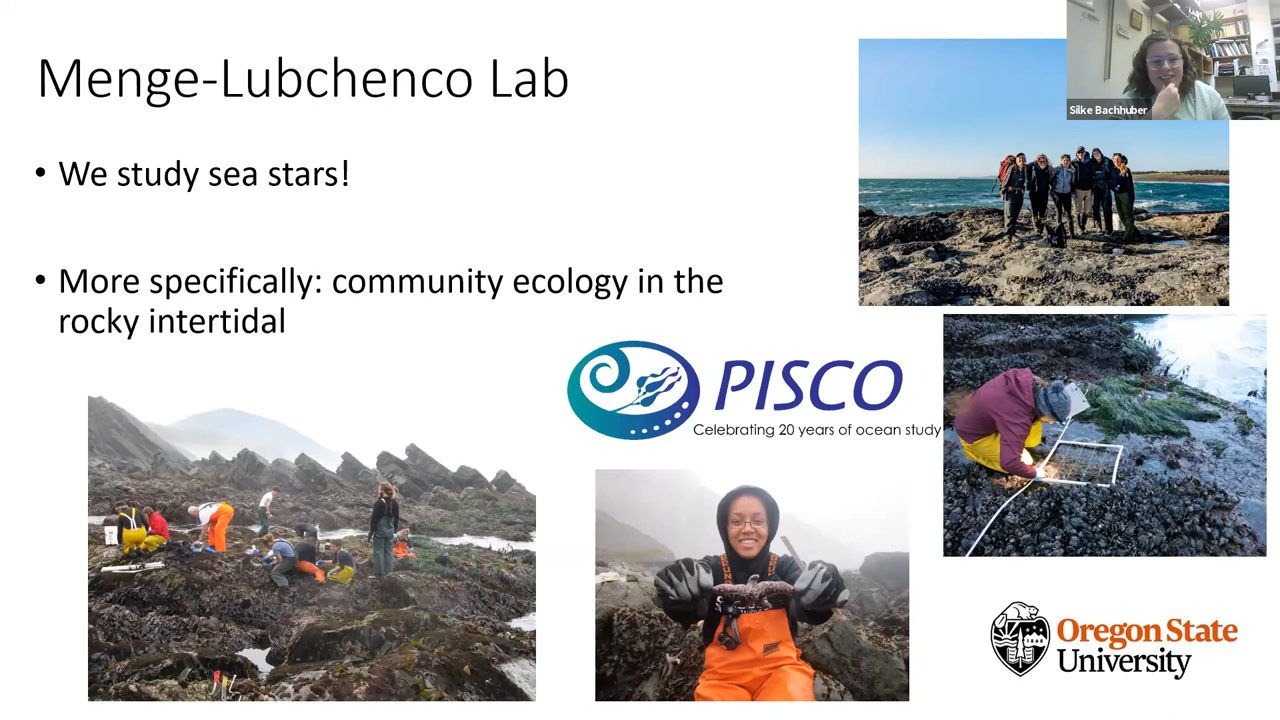 Menge-Lubchenco Lab
Silke Bachhuber
• We study sea stars!
• More specifically: community ecology in the
rocky intertidal
PISCO
Celebrating 20 years of ocean study
Oregon State
University